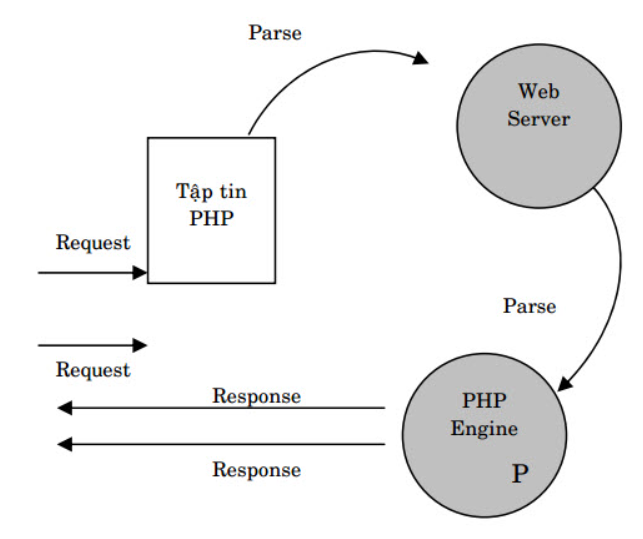 Parse
Web
Server
Tập tin
PHP
Request
Parse
Request
Response
PHP
Engine
P
Response